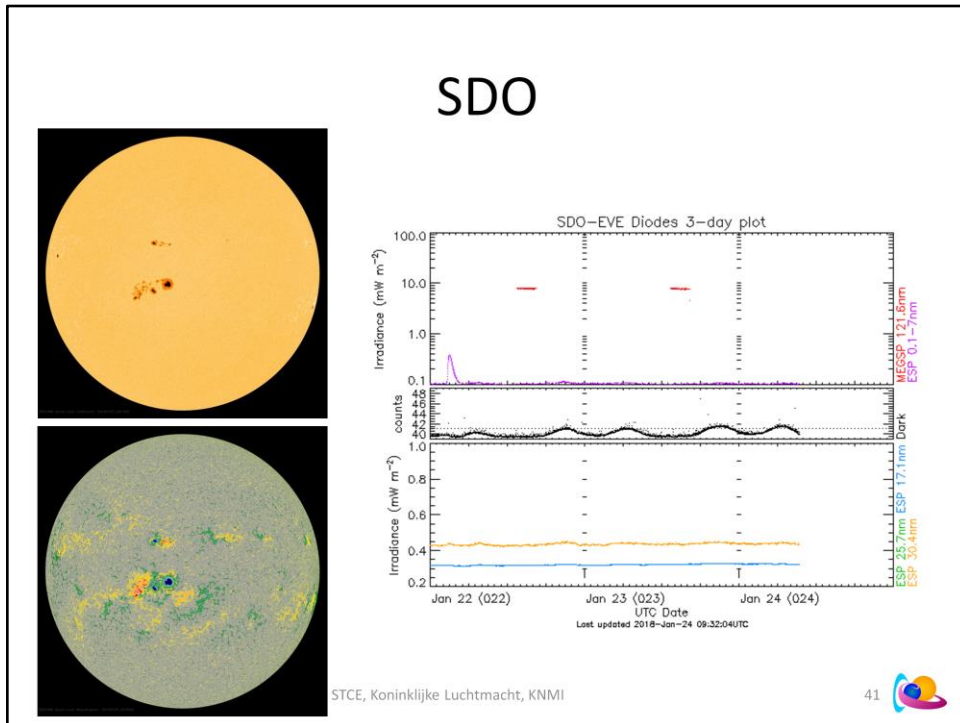 SDO
SDO-EVE Diodes 3-day plot
100.0
10.0
1.0
0.1
Irradiance (mW m⁻²)
MEGSP 121.6nm
ESP 0.1-7nm
48
46
44
42
40
counts
Dark
1.0
0.8
0.6
0.4
0.2
Irradiance (mW m⁻²)
ESP 25.7nm ESP 17.1nm
ESP 30.4nm
Jan 22 (022) Jan 23 (023) Jan 24 (024)
UTC Date
Last updated 2018-Jan-24 09:32:04UTC
STCE, Koninklijke Luchtmacht, KNMI 41